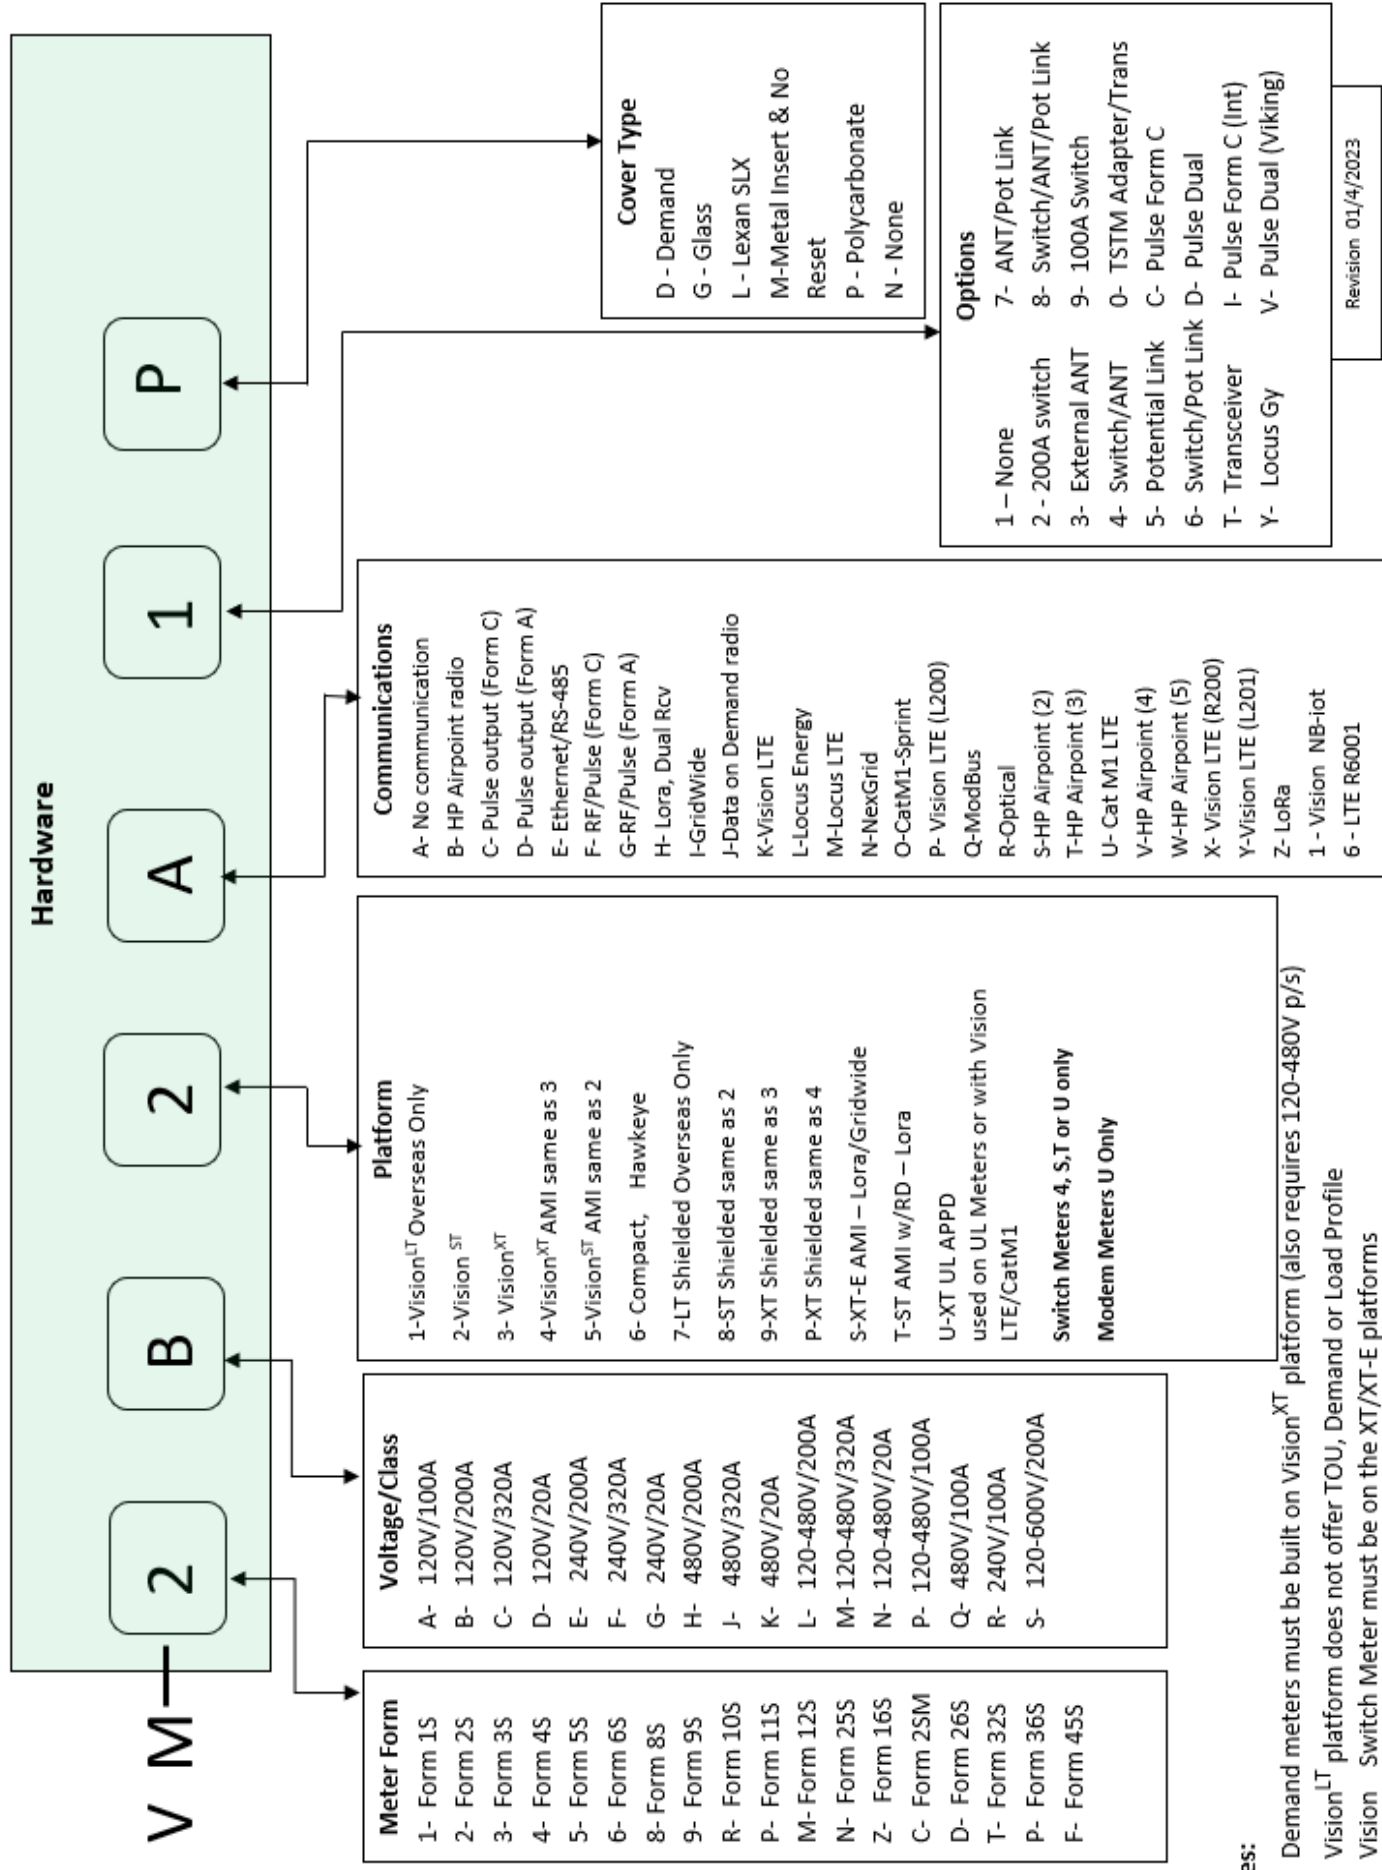 Hardware
V M—
2
B
2
A
1
P
Meter Form
1- Form 1S
2- Form 2S
3- Form 3S
4- Form 4S
5- Form 5S
6- Form 6S
8- Form 8S
9- Form 9S
R- Form 10S
P- Form 11S
M- Form 12S
N- Form 25S
Z- Form 16S
C- Form 2SM
D- Form 26S
T- Form 32S
P- Form 36S
F- Form 45S
Voltage/Class
A- 120V/100A
B- 120V/200A
C- 120V/320A
D- 120V/20A
E- 240V/200A
F- 240V/320A
G- 240V/20A
H- 480V/200A
J- 480V/320A
K- 480V/20A
L- 120-480V/200A
M- 120-480V/320A
N- 120-480V/20A
P- 120-480V/100A
Q- 480V/100A
R- 240V/100A
S- 120-600V/200A
Platform
1-VisionLT Overseas Only
2-Vision ST
3- VisionXT
4-VisionXT AMI same as 3
5-VisionST AMI same as 2
6- Compact, Hawkeye
7-LT Shielded Overseas Only
8-ST Shielded same as 2
9-XT Shielded same as 3
P-XT Shielded same as 4
S-XT-E AMI – Lora/Gridwide
T-ST AMI w/RD – Lora
U-XT UL APPD
used on UL Meters or with Vision
LTE/CatM1
Switch Meters 4, S,T or U only
Modem Meters U Only
Communications
A- No communication
B- HP Airpoint radio
C- Pulse output (Form C)
D- Pulse output (Form A)
E- Ethernet/RS-485
F- RF/Pulse (Form C)
G-RF/Pulse (Form A)
H- Lora, Dual Rcv
I-GridWide
J-Data on Demand radio
K-Vision LTE
L-Locus Energy
M-Locus LTE
N-NexGrid
O-CatM1-Sprint
P- Vision LTE (L200)
Q-ModBus
R-Optical
S-HP Airpoint (2)
T-HP Airpoint (3)
U- Cat M1 LTE
V-HP Airpoint (4)
W-HP Airpoint (5)
X- Vision LTE (R200)
Y-Vision LTE (L201)
Z- LoRa
1 - Vision NB-iot
6 - LTE R6001
Cover Type
D - Demand
G - Glass
L - Lexan SLX
M-Metal Insert & No
Reset
P - Polycarbonate
N - None
Options
1 – None 7- ANT/Pot Link
2 - 200A switch 8- Switch/ANT/Pot Link
3- External ANT 9- 100A Switch
4- Switch/ANT 0- TSTM Adapter/Trans
5- Potential Link C- Pulse Form C
6- Switch/Pot Link D- Pulse Dual
T- Transceiver I- Pulse Form C (Int)
Y- Locus Gy V- Pulse Dual (Viking)
Revision 01/4/2023
es:
Demand meters must be built on VisionXT platform (also requires 120-480V p/s)
VisionLT platform does not offer TOU, Demand or Load Profile
Vision Switch Meter must be on the XT/XT-E platforms